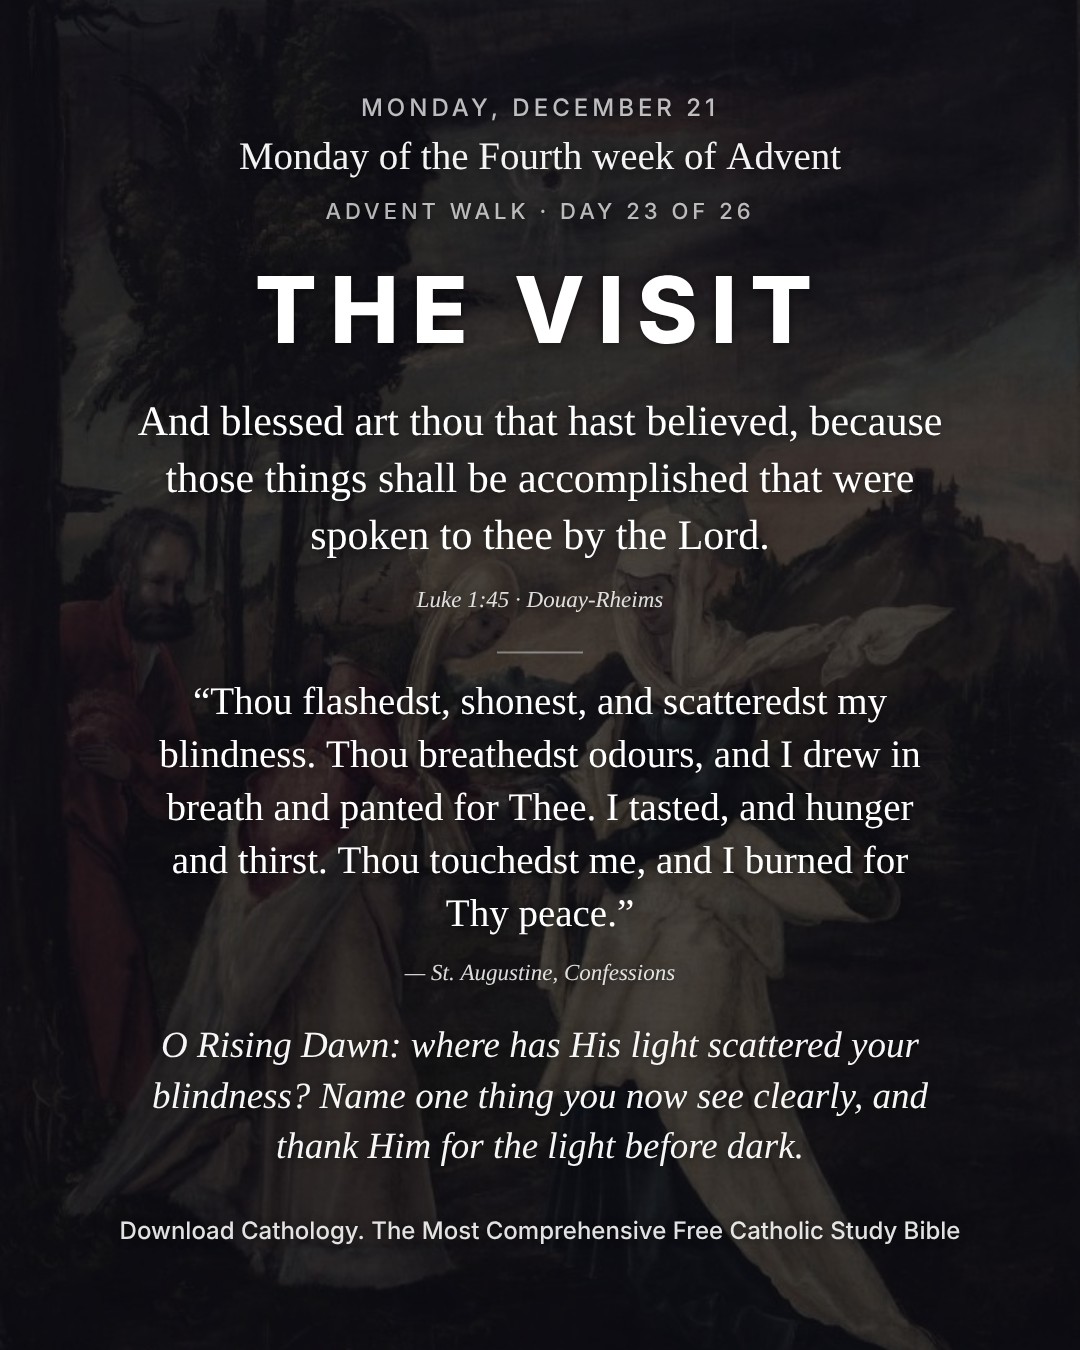 MONDAY, DECEMBER 21
Monday of the Fourth week of Advent
ADVENT WALK · DAY 23 OF 26
THE VISIT
And blessed art thou that hast believed, because
those things shall be accomplished that were
spoken to thee by the Lord.
Luke 1:45 · Douay-Rheims
“Thou flashedst, shonest, and scatteredst my
blindness. Thou breathedst odours, and I drew in
breath and panted for Thee. I tasted, and hunger
and thirst. Thou touchedst me, and I burned for
Thy peace.”
— St. Augustine, Confessions
O Rising Dawn: where has His light scattered your
blindness? Name one thing you now see clearly, and
thank Him for the light before dark.
Download Cathology. The Most Comprehensive Free Catholic Study Bible